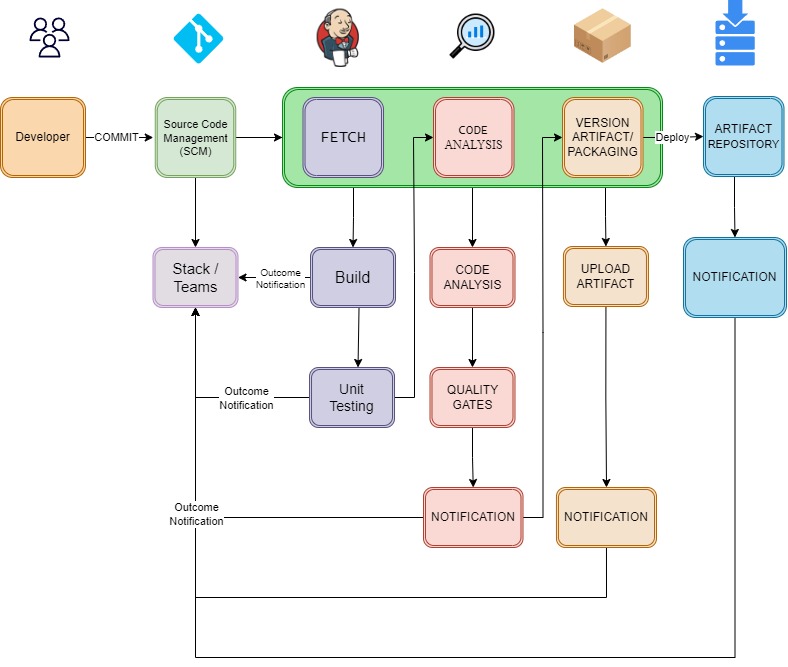 Developer
COMMIT
Source Code
Management
(SCM)
FETCH
CODE
ANALYSIS
VERSION
ARTIFACT/
PACKAGING
Deploy
ARTIFACT
REPOSITORY
Stack /
Teams
Outcome
Notification
Build
CODE
ANALYSIS
UPLOAD
ARTIFACT
NOTIFICATION
Outcome
Notification
Unit
Testing
QUALITY
GATES
Outcome
Notification
NOTIFICATION
NOTIFICATION